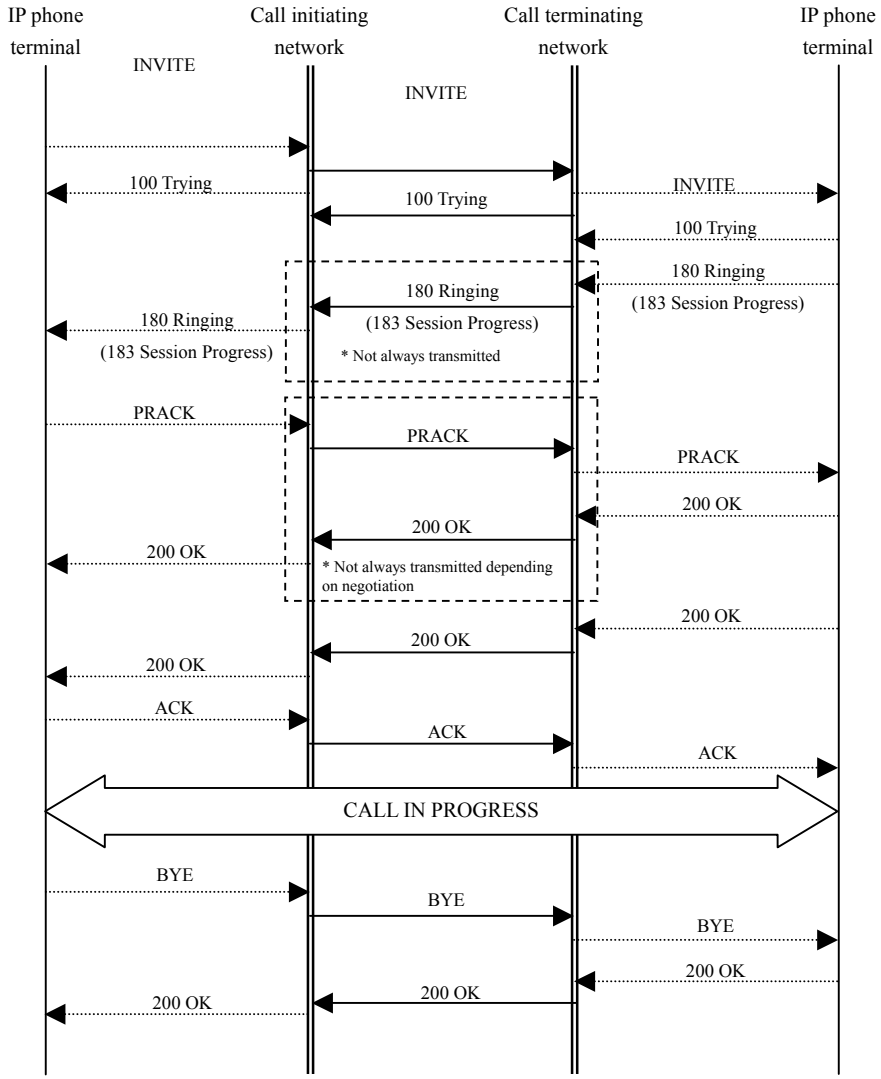 IP phone
terminal
Call initiating
network
Call terminating
network
IP phone
terminal
INVITE
INVITE
100 Trying
INVITE
100 Trying
100 Trying
180 Ringing
(183 Session Progress)
180 Ringing
(183 Session Progress)
180 Ringing
(183 Session Progress)
* Not always transmitted
PRACK
PRACK
PRACK
200 OK
200 OK
200 OK
* Not always transmitted depending
on negotiation
200 OK
200 OK
200 OK
ACK
ACK
ACK
CALL IN PROGRESS
BYE
BYE
BYE
200 OK
200 OK
200 OK